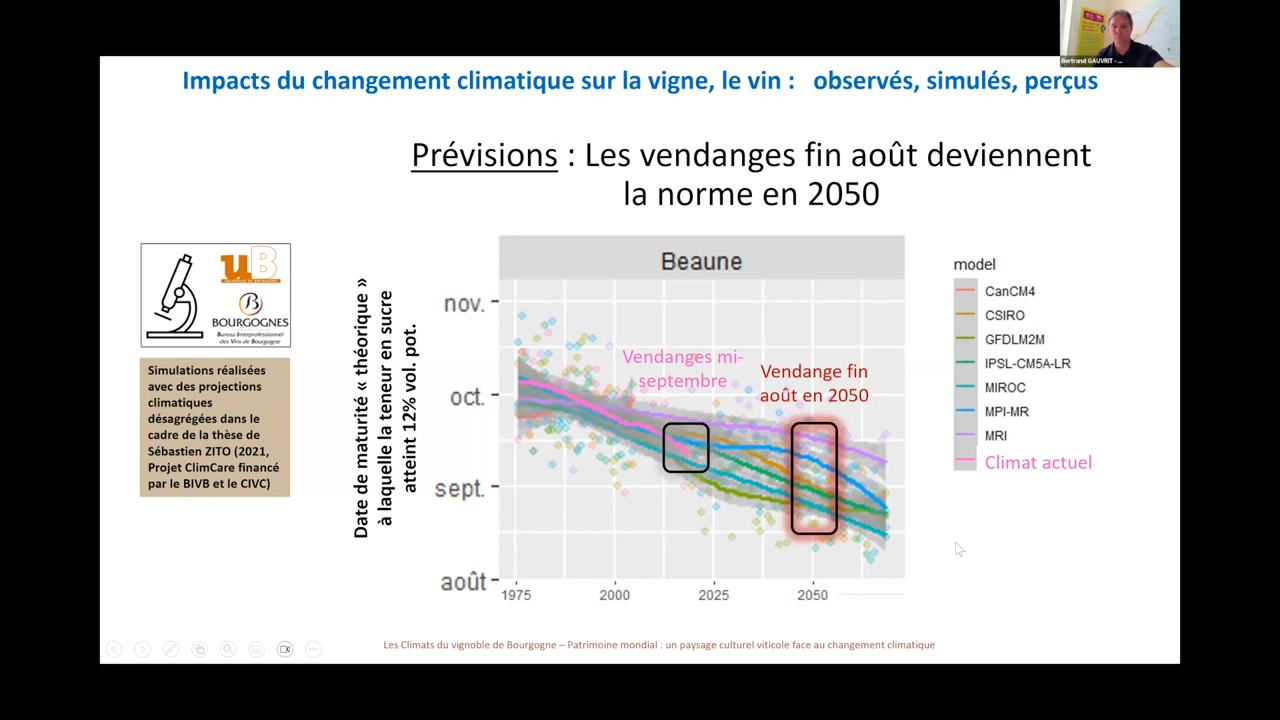 Bertrand GAUVRIT - ...
Impacts du changement climatique sur la vigne, le vin : observés, simulés, perçus
Prévisions : Les vendanges fin août deviennent
la norme en 2050
uB
B
BOURGOGNES
Bureau Interprofessionnel
des Vins de Bourgogne
Simulations réalisées
avec des projections
climatiques
désagrégées dans le
cadre de la thèse de
Sébastien ZITO (2021,
Projet ClimCare financé
par le BIVB et le CIVC)
Date de maturité « théorique »
à laquelle la teneur en sucre
atteint 12% vol. pot.
Beaune
nov.
oct.
sept.
août
1975
2000
2025
2050
Vendanges mi-
septembre
Vendange fin
août en 2050
model
CanCM4
CSIRO
GFDLM2M
IPSL-CM5A-LR
MIROC
MPI-MR
MRI
Climat actuel
Les Climats du vignoble de Bourgogne – Patrimoine mondial : un paysage culturel viticole face au changement climatique